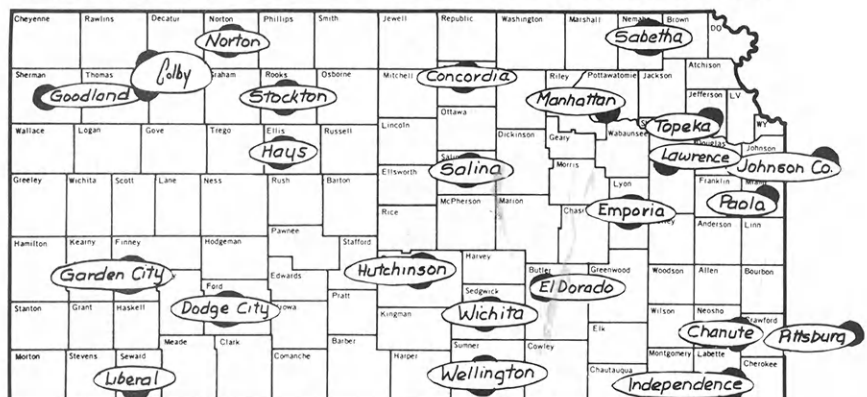 Cheyenne Rawlins Decatur Norton Phillips Smith Jewell Republic Washington Marshall Nemaha Brown DO
Norton Sabetha
Atchison
Sherman Thomas Colby Graham Rooks Osborne Mitchell Concordia Riley Pottawatomie Jackson
Goodland Stockton Manhattan Jefferson LV
Ottawa
Topeka
Wallace Logan Gove Trego Ellis Russell Lincoln Dickinson Geary Wabaunsee WY
Hays Lawrence Douglas Johnson
Salina Morris Johnson Co.
Ellsworth
Greeley Wichita Scott Lane Ness Rush Barton Lyon Franklin Miami
McPherson Marion Chase Paola
Rice Emporia
Pawnee Anderson Linn
Hamilton Kearny Finney Hodgeman Stafford
Harvey
Garden City Edwards Hutchinson Butler Greenwood Woodson Allen Bourbon
Ford Sedgwick El Dorado
Stanton Grant Haskell Dodge City Pratt Kingman Wichita Wilson Neosho Crawford
Elk Chanute Pittsburg
Meade Clark Barber Sumner Cowley
Morton Stevens Seward Comanche Harper Montgomery Labette Cherokee
Chautauqua
Liberal Wellington Independence